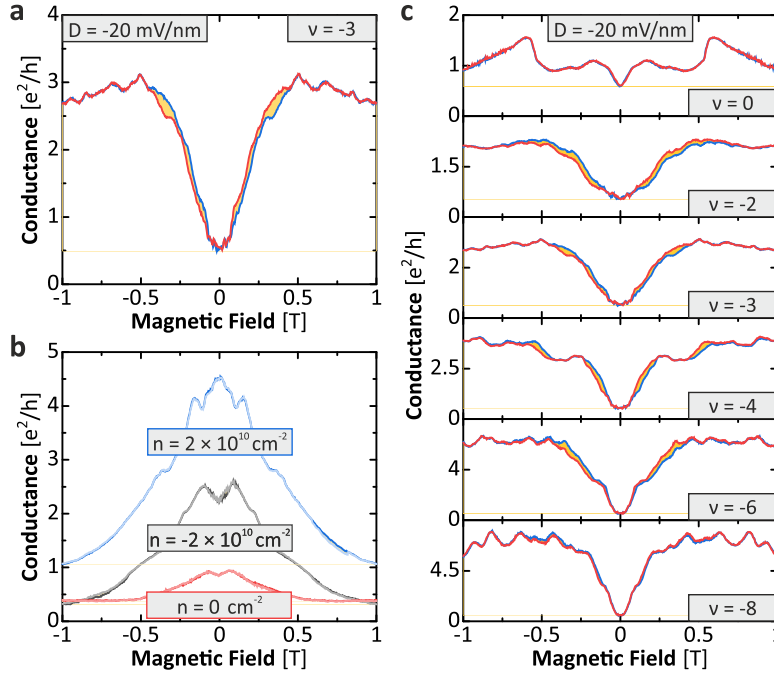 a
D = -20 mV/nm
ν = -3
4
3
2
1
0
Conductance [e²/h]
-1
-0.5
0
0.5
1
Magnetic Field [T]
b
5
4
3
2
1
0
Conductance [e²/h]
n = 2 × 10¹⁰ cm⁻²
n = -2 × 10¹⁰ cm⁻²
n = 0 cm⁻²
-1
-0.5
0
0.5
1
Magnetic Field [T]
c
D = -20 mV/nm
2
1
0
ν = 0
1.5
0
ν = -2
2
0
ν = -3
2.5
0
ν = -4
4
0
ν = -6
4.5
0
ν = -8
Conductance [e²/h]
-1
-0.5
0
0.5
1
Magnetic Field [T]